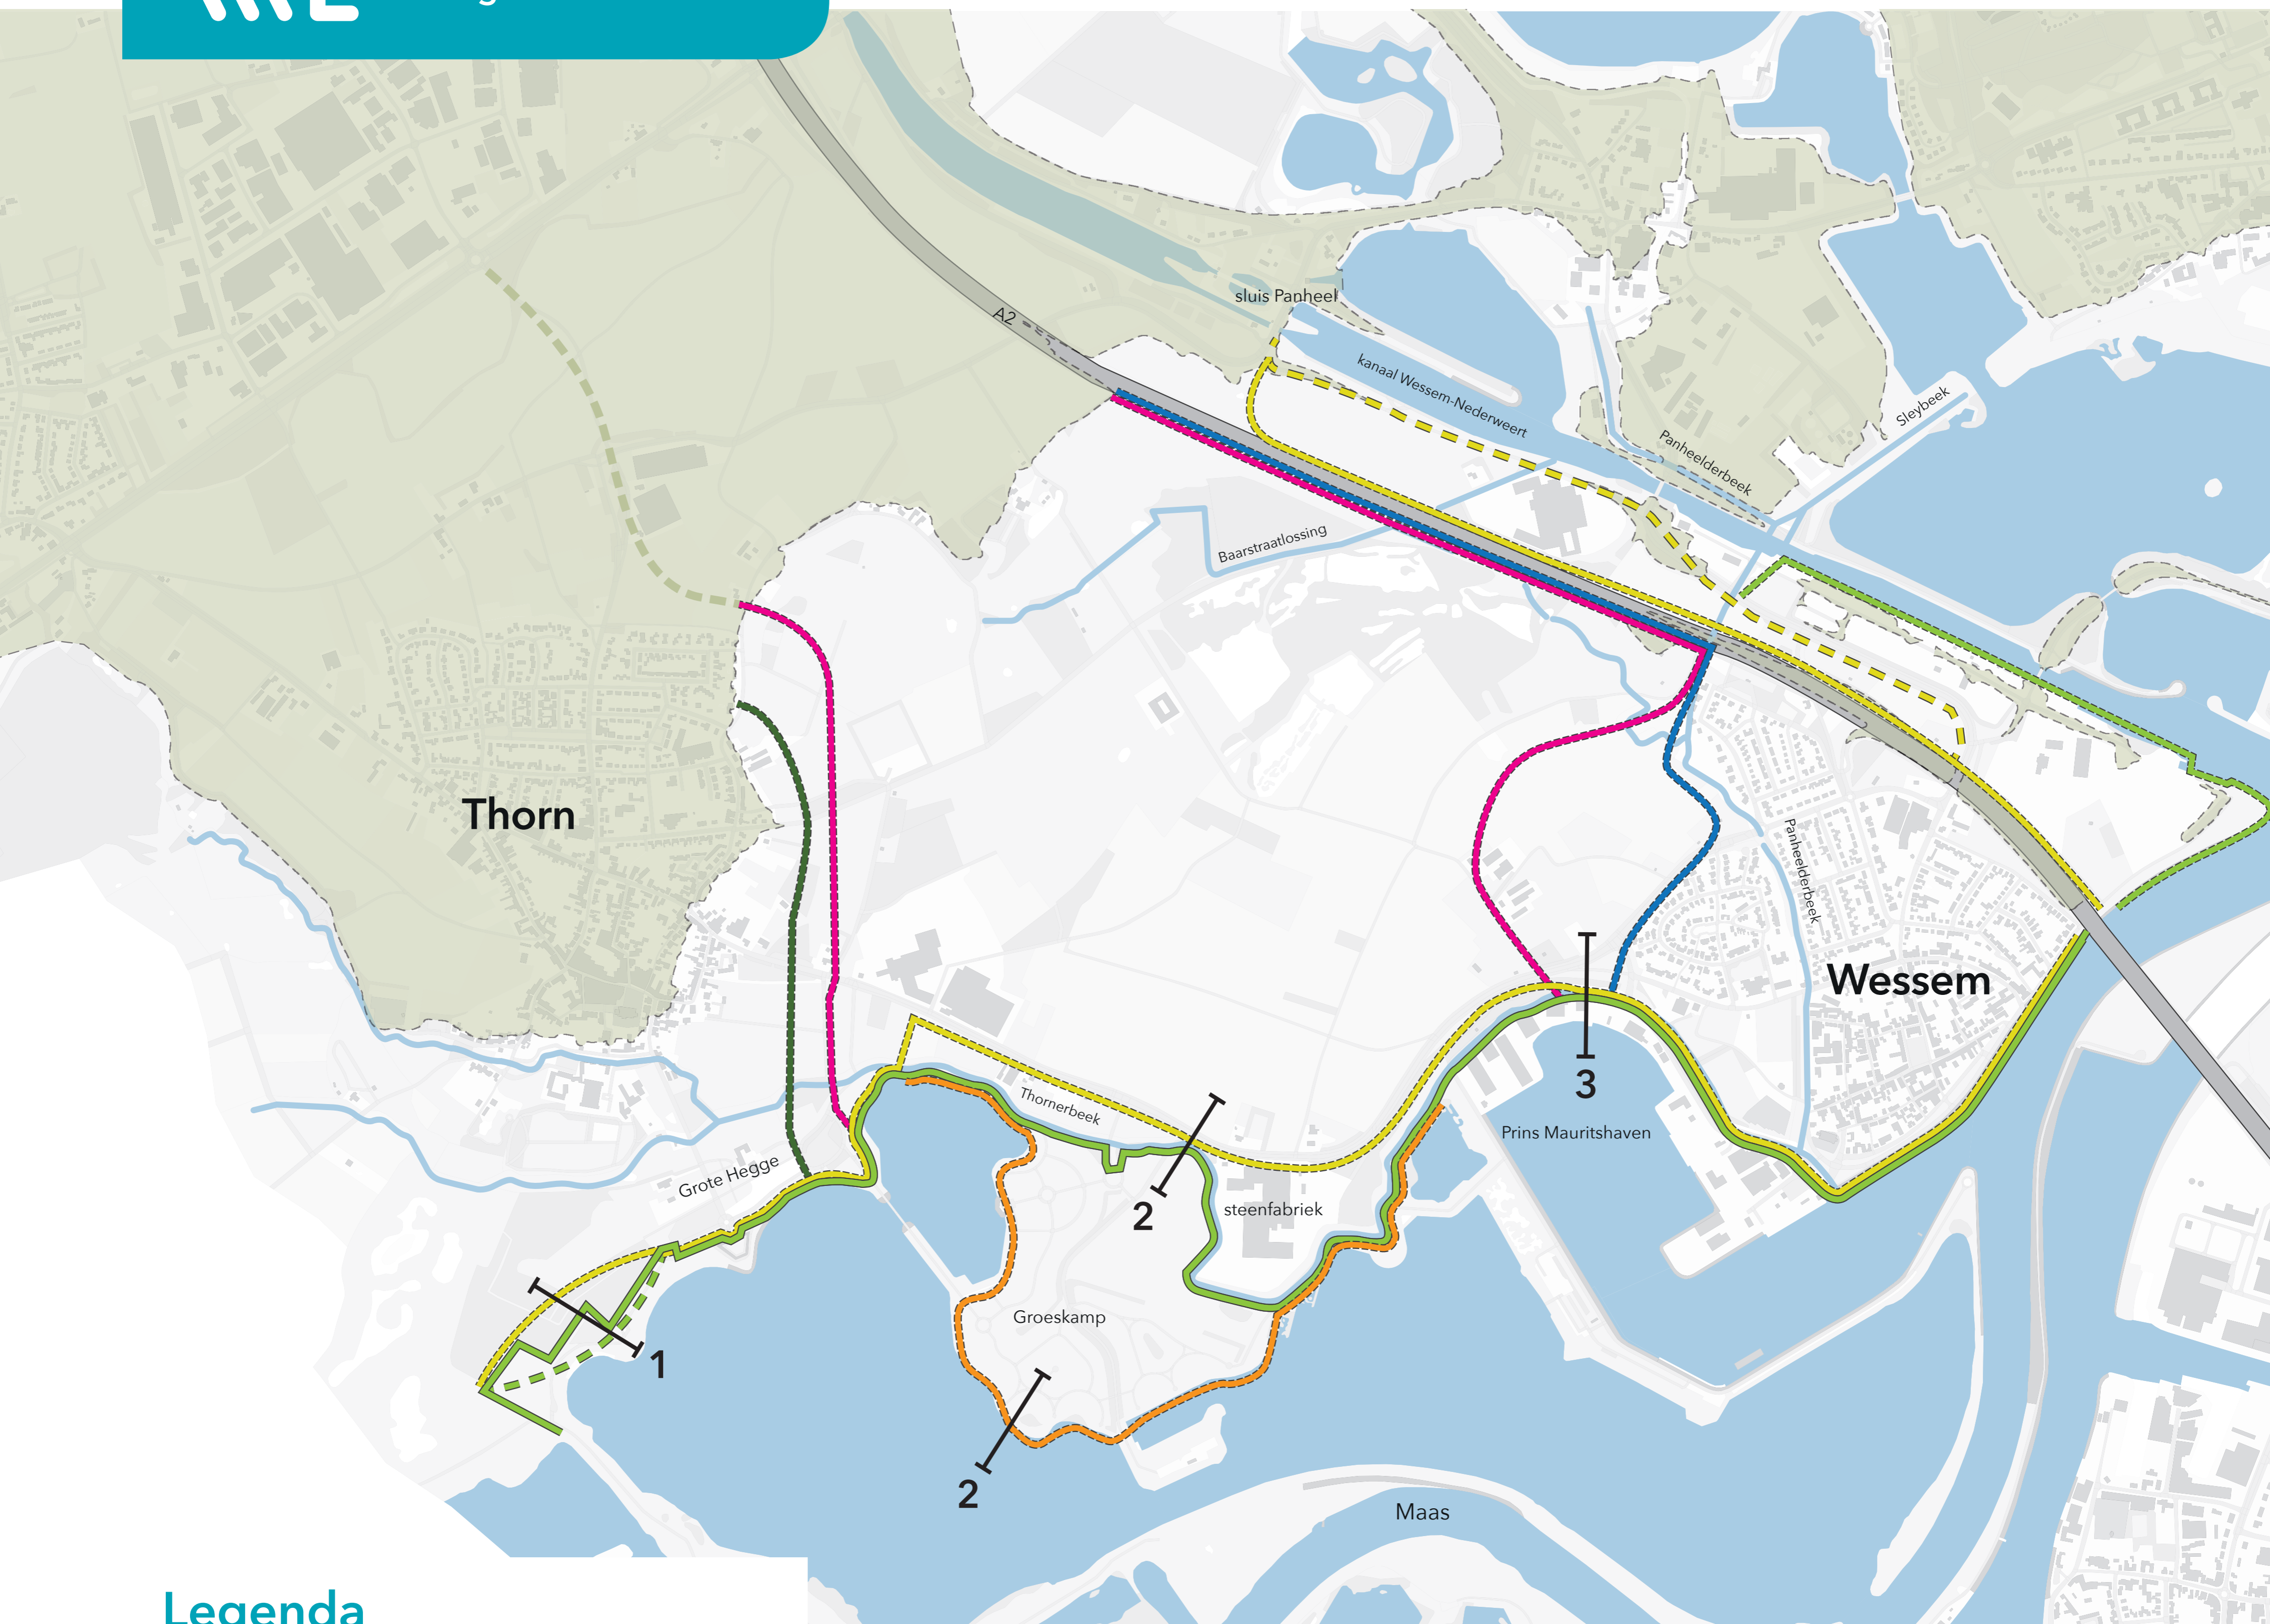 sluis Panheel
A2
kanaal Wessem-Nederweert
Sleybeek
Panheelderbeek
Baarstraatlossing
Thorn
Panheelderbeek
Wessem
Thornerbeek
3
Prins Mauritshaven
Grote Hegge
2
steenfabriek
Groeskamp
1
2
Maas
Legenda